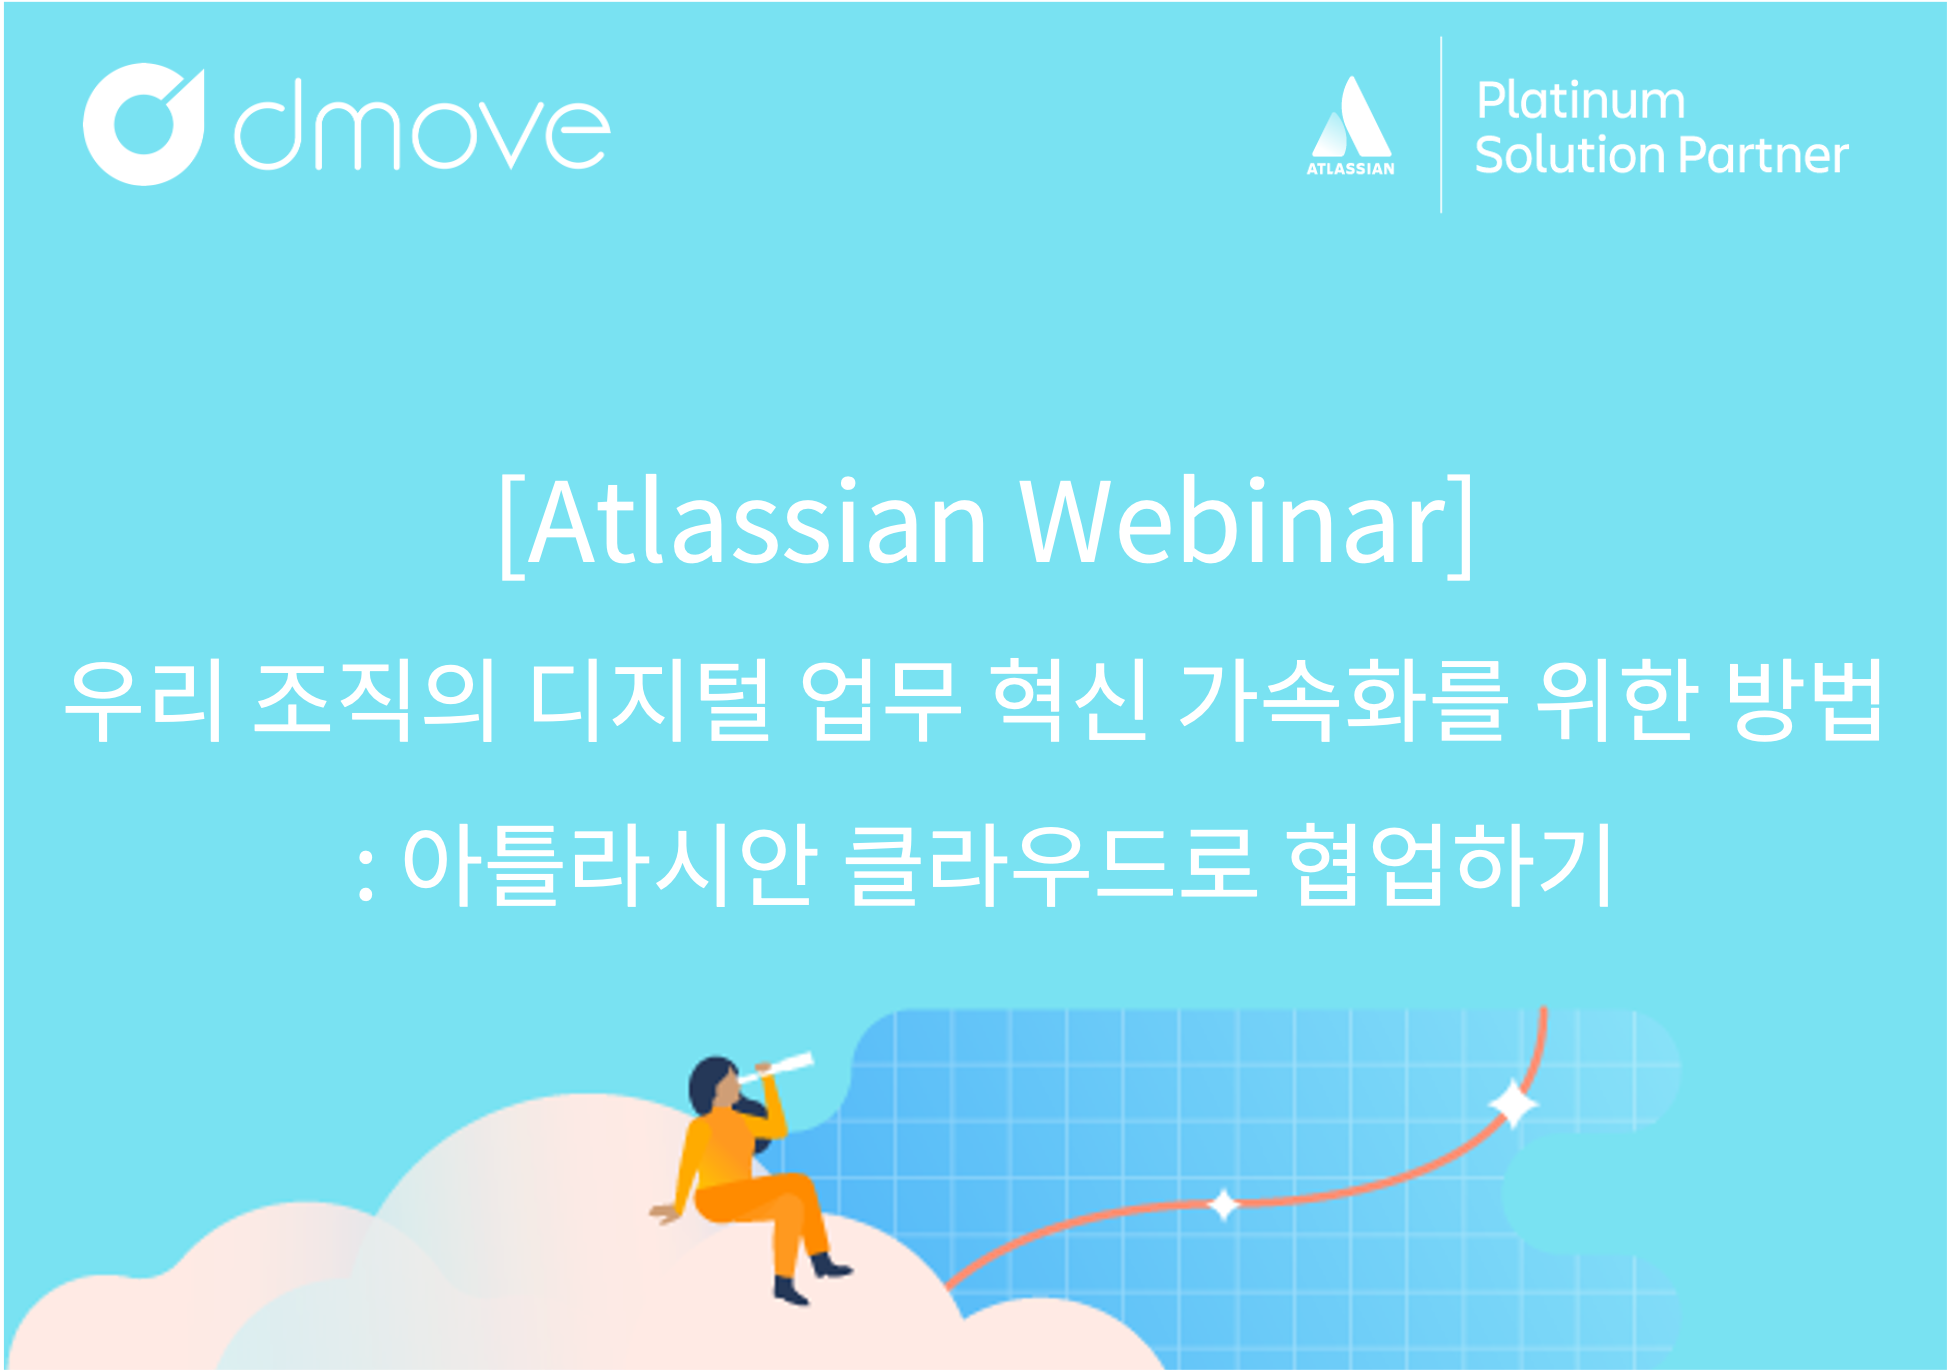 dmove
ATLASSIAN
Platinum
Solution Partner
[Atlassian Webinar]
우리 조직의 디지털 업무 혁신 가속화를 위한 방법
: 아틀라시안 클라우드로 협업하기